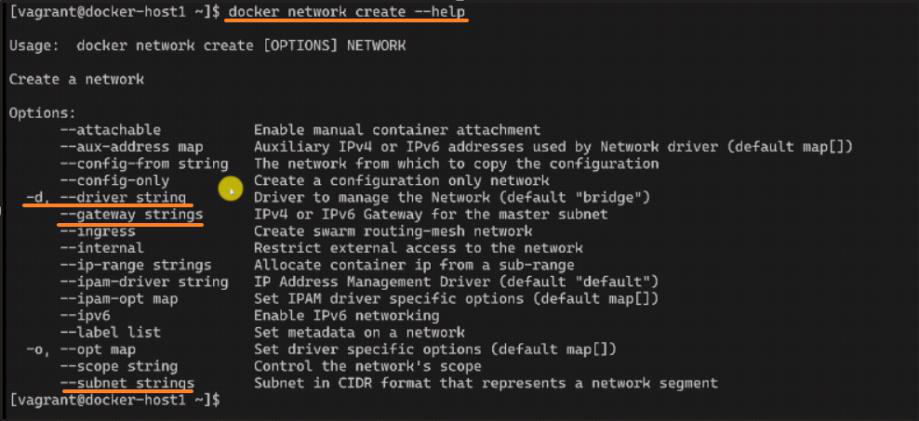 [vagrant@docker-host1 ~]$ docker network create --help
Usage:  docker network create [OPTIONS] NETWORK
Create a network
Options:
      --attachable           Enable manual container attachment
      --aux-address map      Auxiliary IPv4 or IPv6 addresses used by Network driver (default map[])
      --config-from string   The network from which to copy the configuration
      --config-only          Create a configuration only network
  -d, --driver string        Driver to manage the Network (default "bridge")
      --gateway strings      IPv4 or IPv6 Gateway for the master subnet
      --ingress              Create swarm routing-mesh network
      --internal             Restrict external access to the network
      --ip-range strings     Allocate container ip from a sub-range
      --ipam-driver string   IP Address Management Driver (default "default")
      --ipam-opt map         Set IPAM driver specific options (default map[])
      --ipv6                 Enable IPv6 networking
      --label list           Set metadata on a network
  -o, --opt map              Set driver specific options (default map[])
      --scope string         Control the network's scope
      --subnet strings       Subnet in CIDR format that represents a network segment
[vagrant@docker-host1 ~]$